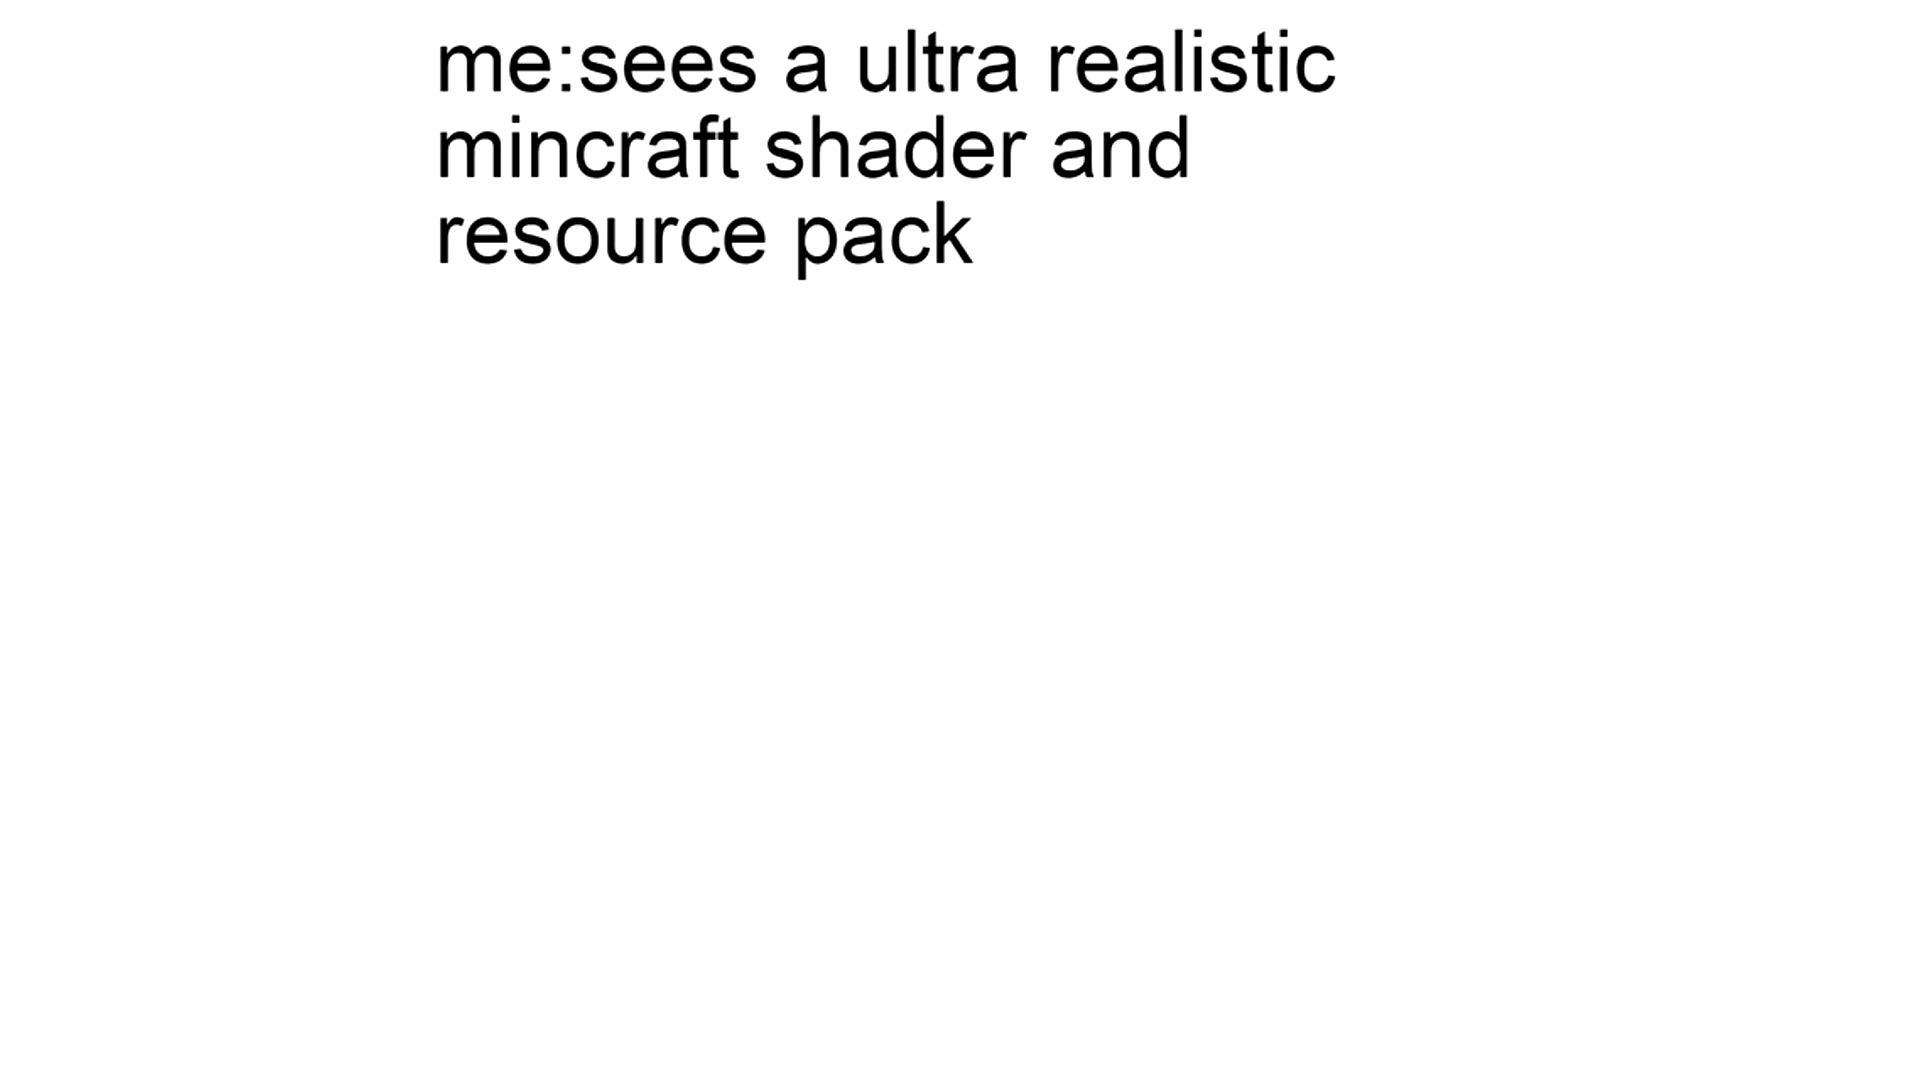 me:sees a ultra realistic
mincraft shader and
resource pack